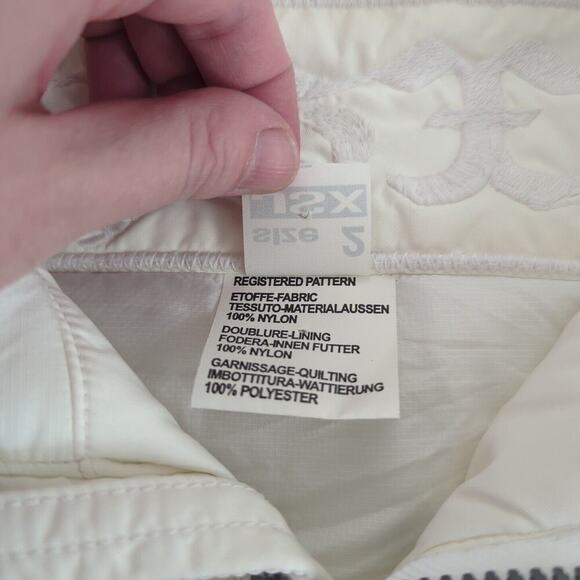 size 2
REGISTERED PATTERN
ETOFFE-FABRIC
TESSUTO-MATERIALAUSSEN
100% NYLON
DOUBLURE-LINING
FODERA-INNEN FUTTER
100% NYLON
GARNISSAGE-QUILTING
IMBOTTITURA-WATTIERUNG
100% POLYESTER